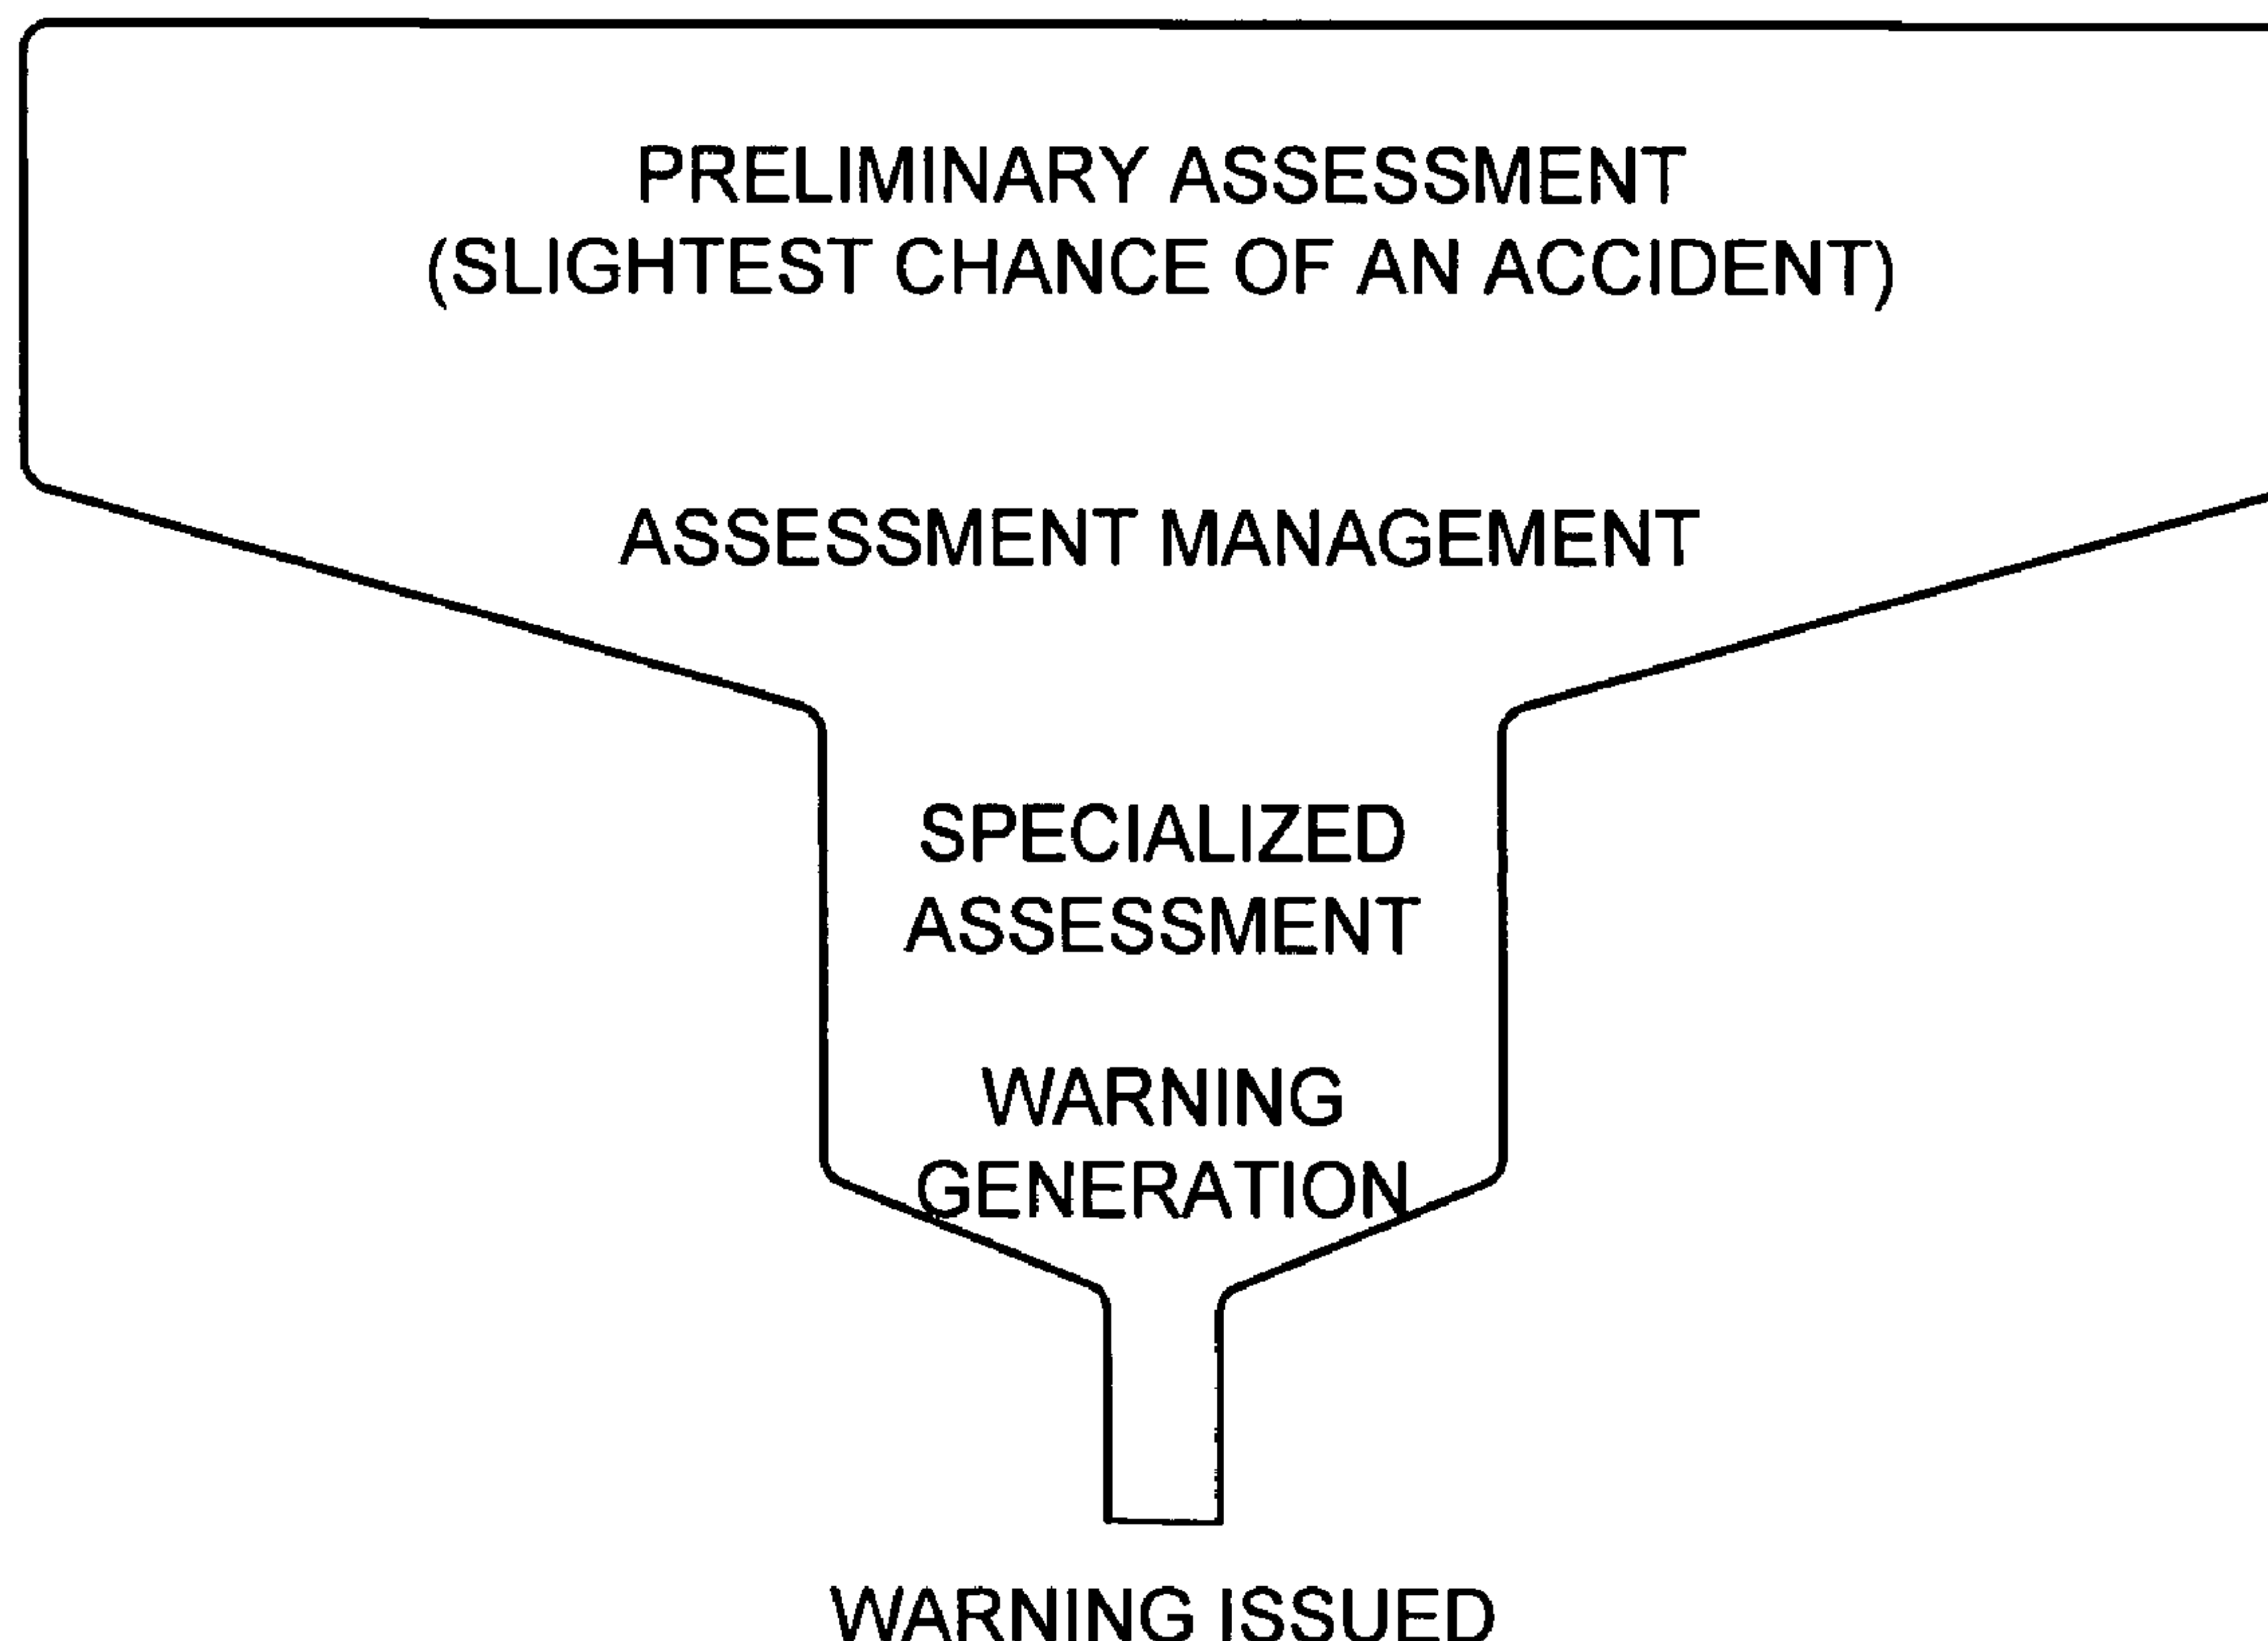 PRELIMINARY ASSESSMENT
(SLIGHTEST CHANCE OF AN ACCIDENT)
ASSESSMENT MANAGEMENT
SPECIALIZED
ASSESSMENT
WARNING
GENERATION
WARNING ISSUED